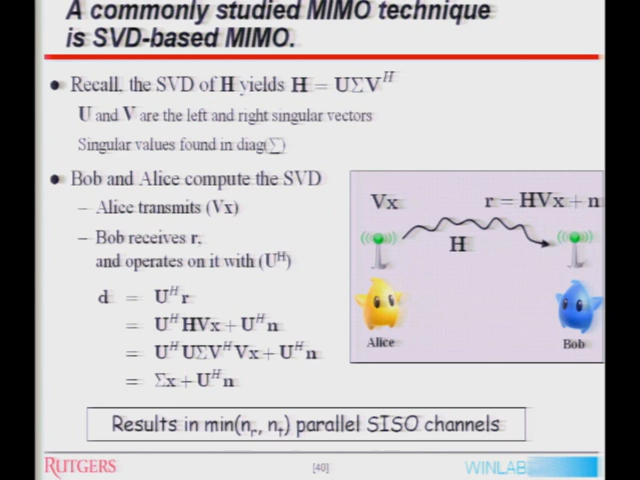 A commonly studied MIMO technique
is SVD-based MIMO.
● Recall, the SVD of H yields H = UΣV^H
U and V are the left and right singular vectors
Singular values found in diag(Σ)
● Bob and Alice compute the SVD
– Alice transmits (Vx)
– Bob receives r,
and operates on it with (U^H)
d = U^H r
= U^H HVx + U^H n
= U^H UΣV^H Vx + U^H n
= Σx + U^H n
Vx r = HVx + n
H
Alice Bob
Results in min(n_r, n_t) parallel SISO channels
RUTGERS [40] WINLAB